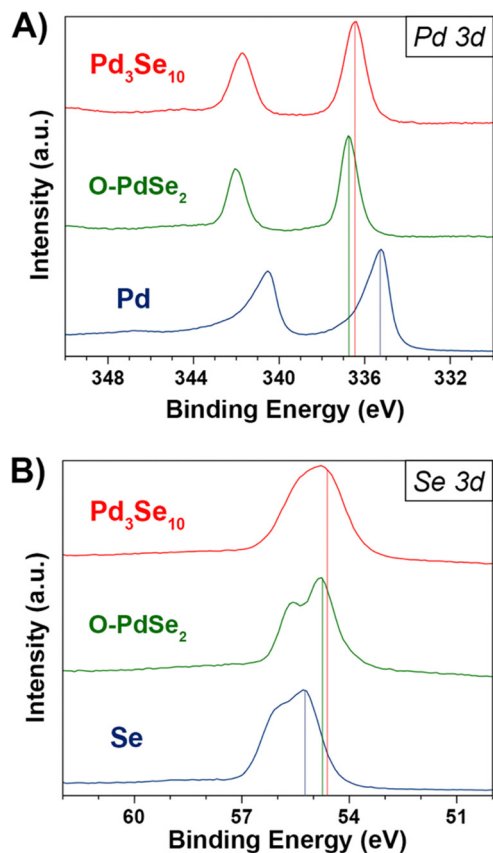 A)
Pd 3d
Pd₃Se₁₀
O-PdSe₂
Pd
Intensity (a.u.)
348 344 340 336 332
Binding Energy (eV)
B)
Se 3d
Pd₃Se₁₀
O-PdSe₂
Se
Intensity (a.u.)
60 57 54 51
Binding Energy (eV)